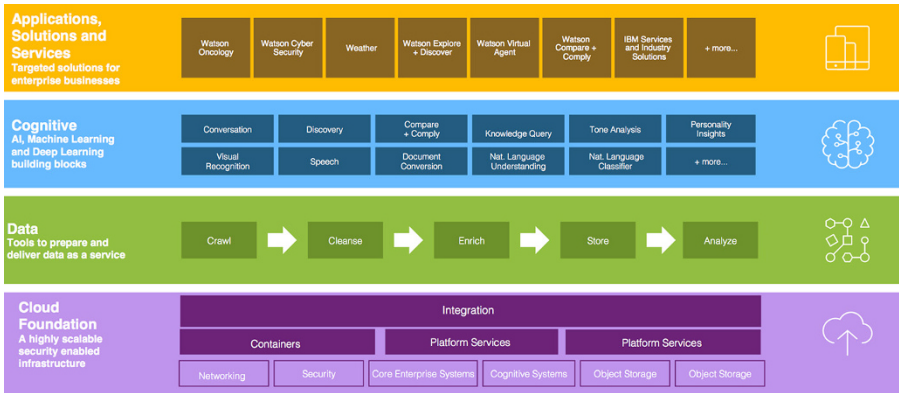 Applications,
Solutions and
Services
Targeted solutions for
enterprise businesses
Watson
Oncology
Watson Cyber
Security
Weather
Watson Explore
+ Discover
Watson Virtual
Agent
Watson
Compare +
Comply
IBM Services
and Industry
Solutions
+ more...
Cognitive
AI, Machine Learning
and Deep Learning
building blocks
Conversation
Discovery
Compare
+ Comply
Knowledge Query
Tone Analysis
Personality
Insights
Visual
Recognition
Speech
Document
Conversion
Nat. Language
Understanding
Nat. Language
Classifier
+ more...
Data
Tools to prepare and
deliver data as a service
Crawl
Cleanse
Enrich
Store
Analyze
Cloud
Foundation
A highly scalable
security enabled
infrastructure
Integration
Containers
Platform Services
Platform Services
Networking
Security
Core Enterprise Systems
Cognitive Systems
Object Storage
Object Storage